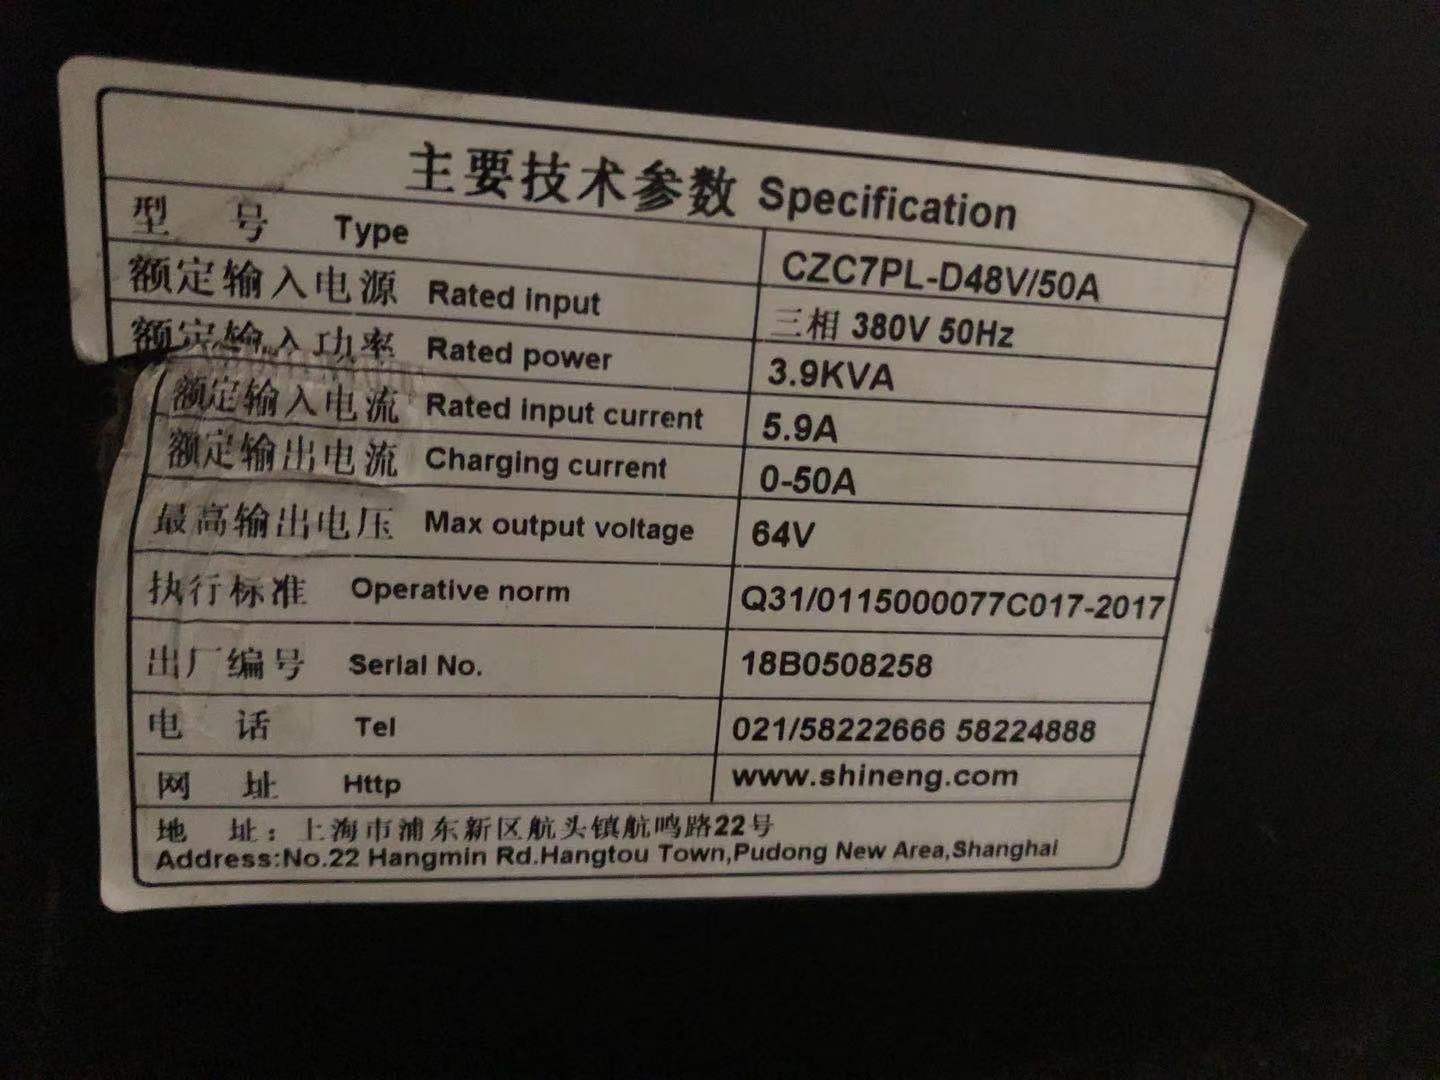 主要技术参数 Specification
型 号 Type CZC7PL-D48V/50A
额定输入电源 Rated input 三相 380V 50Hz
额定输入功率 Rated power 3.9KVA
额定输入电流 Rated input current 5.9A
额定输出电流 Charging current 0-50A
最高输出电压 Max output voltage 64V
执行标准 Operative norm Q31/0115000077C017-2017
出厂编号 Serial No. 18B0508258
电 话 Tel 021/58222666 58224888
网 址 Http www.shineng.com
地 址：上海市浦东新区航头镇航鸣路22号
Address:No.22 Hangmin Rd.Hangtou Town,Pudong New Area,Shanghai